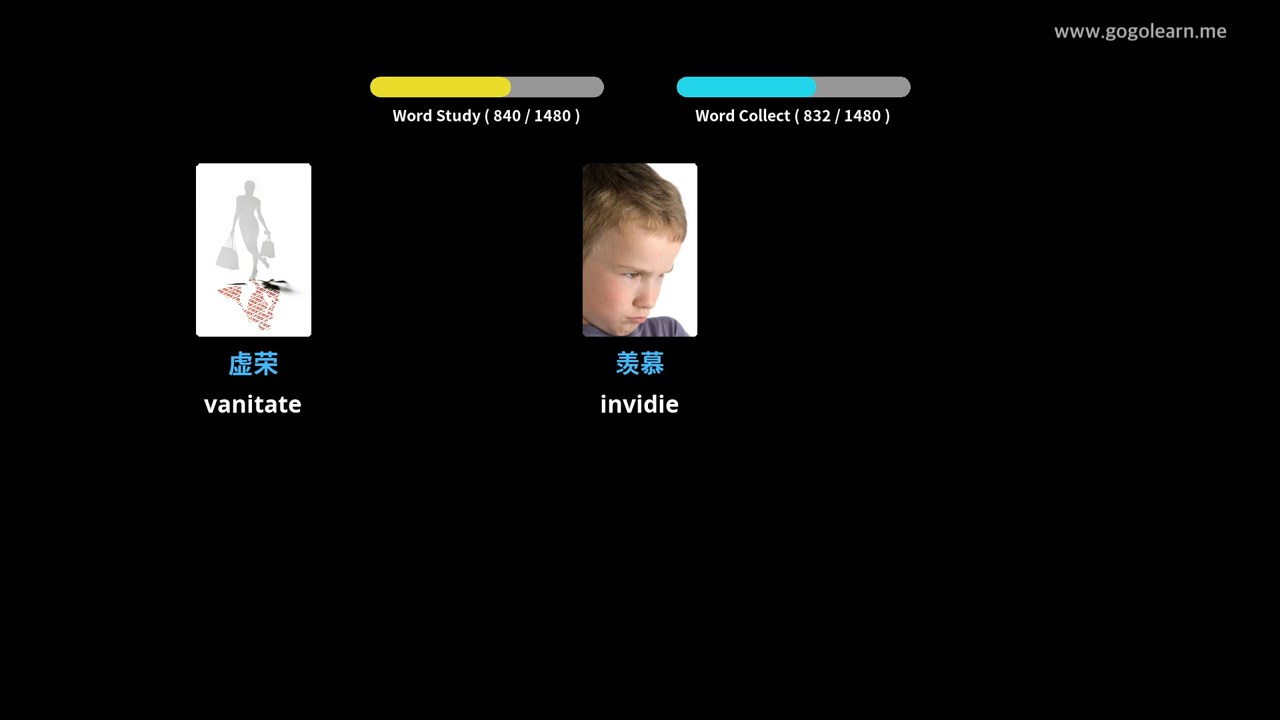 www.gogolearn.me
Word Study ( 840 / 1480 )
Word Collect ( 832 / 1480 )
虚荣
vanitate
羡慕
invidie